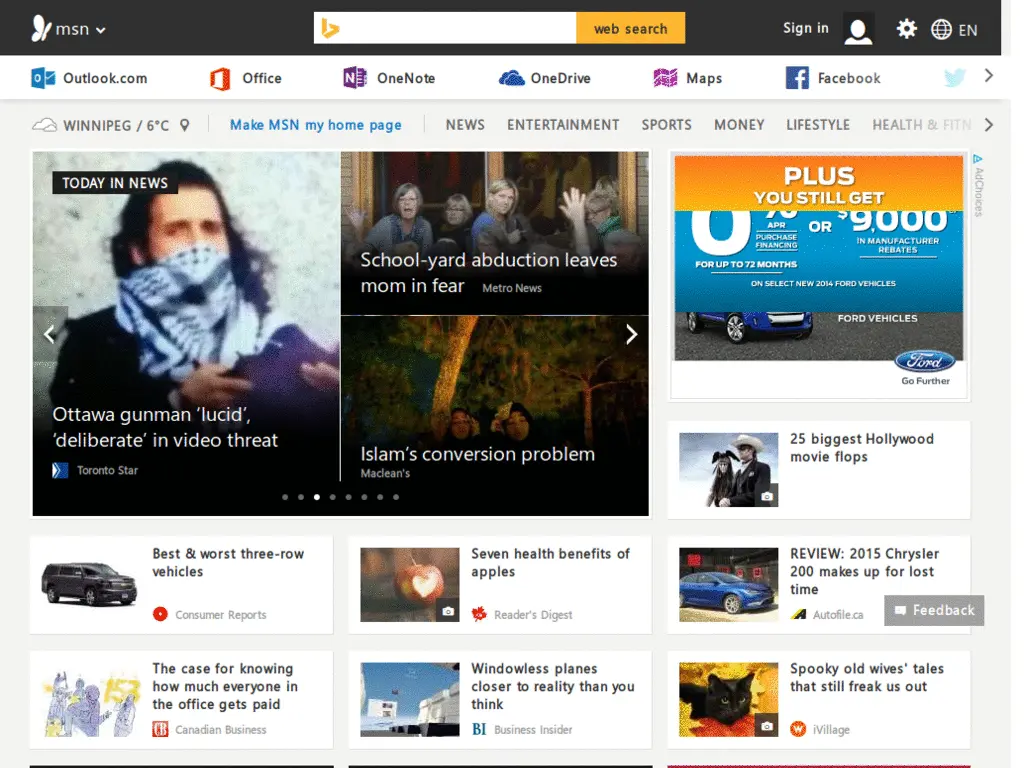 msn
web search
Sign in
EN
Outlook.com
Office
OneNote
OneDrive
Maps
Facebook
WINNIPEG / 6°C
Make MSN my home page
NEWS
ENTERTAINMENT
SPORTS
MONEY
LIFESTYLE
HEALTH & FITN
TODAY IN NEWS
Ottawa gunman ‘lucid’,
‘deliberate’ in video threat
Toronto Star
School-yard abduction leaves
mom in fear Metro News
Islam’s conversion problem
Maclean's
PLUS
YOU STILL GET
APR
PURCHASE
FINANCING
FOR UP TO 72 MONTHS
OR
$9,000
IN MANUFACTURER
REBATES
ON SELECT NEW 2014 FORD VEHICLES
FORD VEHICLES
Ford
Go Further
AdChoices
25 biggest Hollywood
movie flops
Best & worst three-row
vehicles
Consumer Reports
Seven health benefits of
apples
Reader's Digest
REVIEW: 2015 Chrysler
200 makes up for lost
time
Autofile.ca
Feedback
The case for knowing
how much everyone in
the office gets paid
Canadian Business
Windowless planes
closer to reality than you
think
BI Business Insider
Spooky old wives' tales
that still freak us out
iVillage